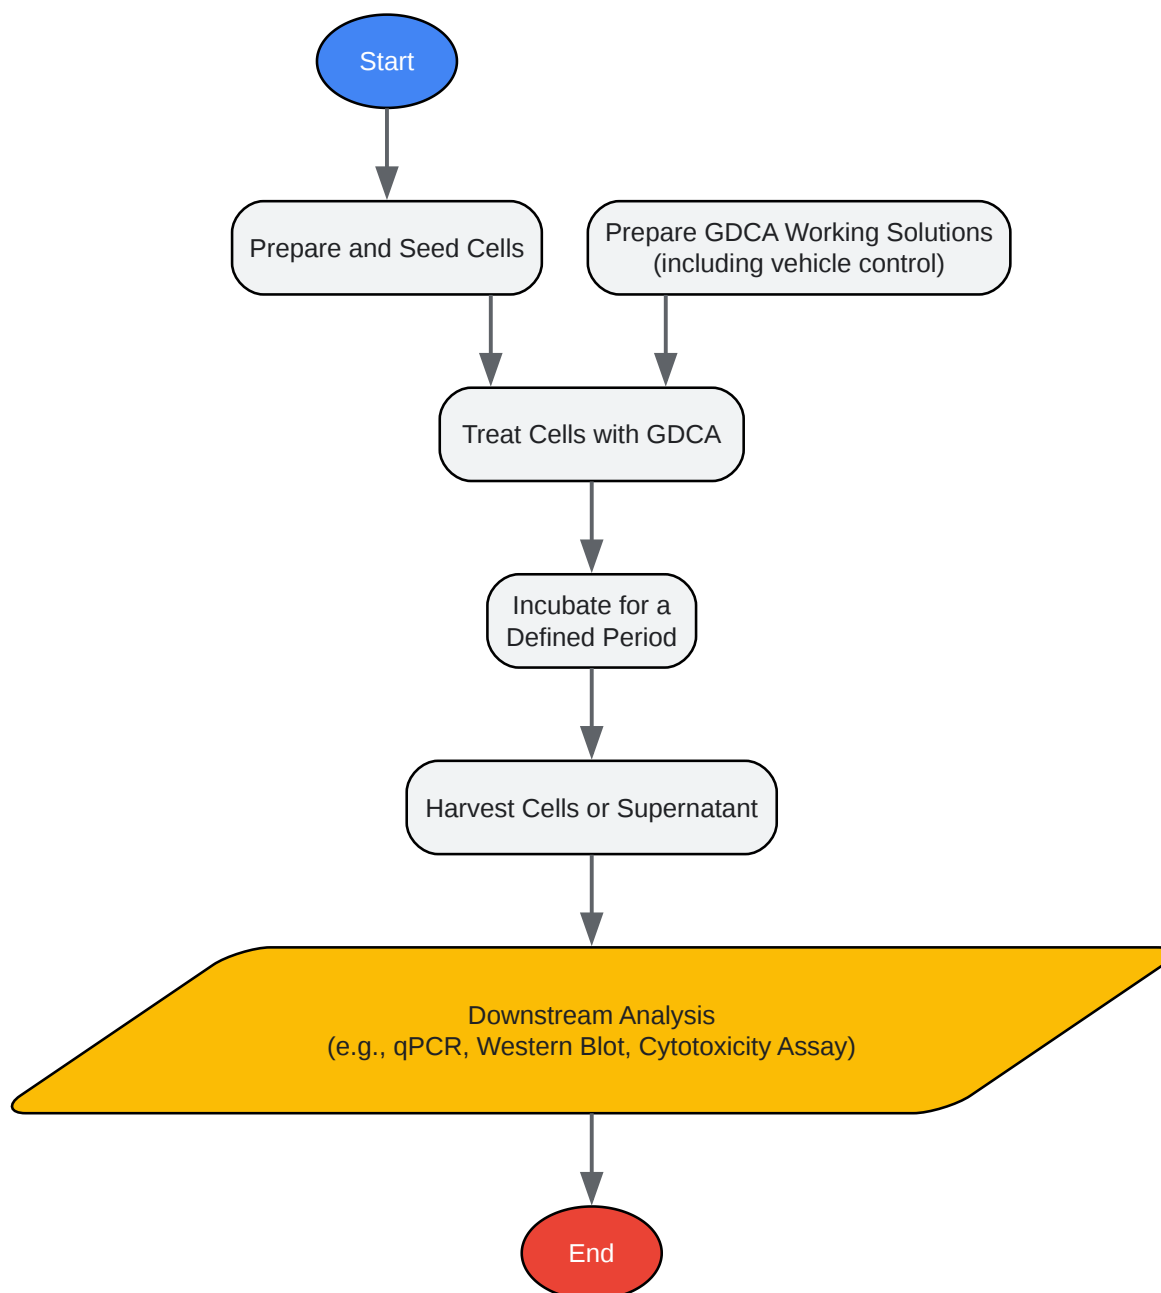 Start
Prepare and Seed Cells
Prepare GDCA Working Solutions
(including vehicle control)
Treat Cells with GDCA
Incubate for a
Defined Period
Harvest Cells or Supernatant
Downstream Analysis
(e.g., qPCR, Western Blot, Cytotoxicity Assay)
End